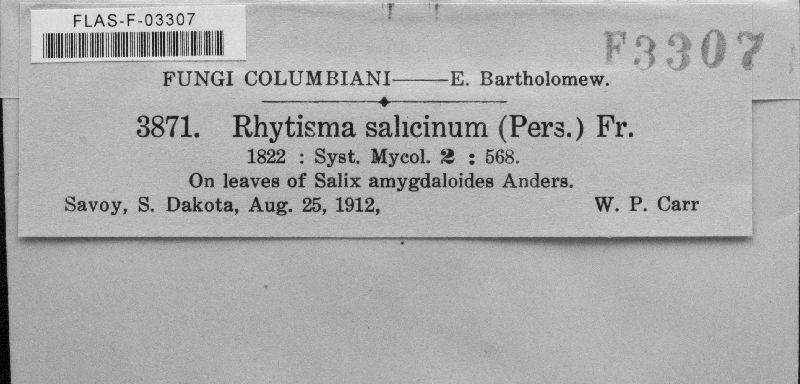 FLAS-F-03307
F3307
FUNGI COLUMBIANI——E. Bartholomew.
3871. Rhytisma salicinum (Pers.) Fr.
1822 : Syst. Mycol. 2 : 568.
On leaves of Salix amygdaloides Anders.
Savoy, S. Dakota, Aug. 25, 1912, W. P. Carr